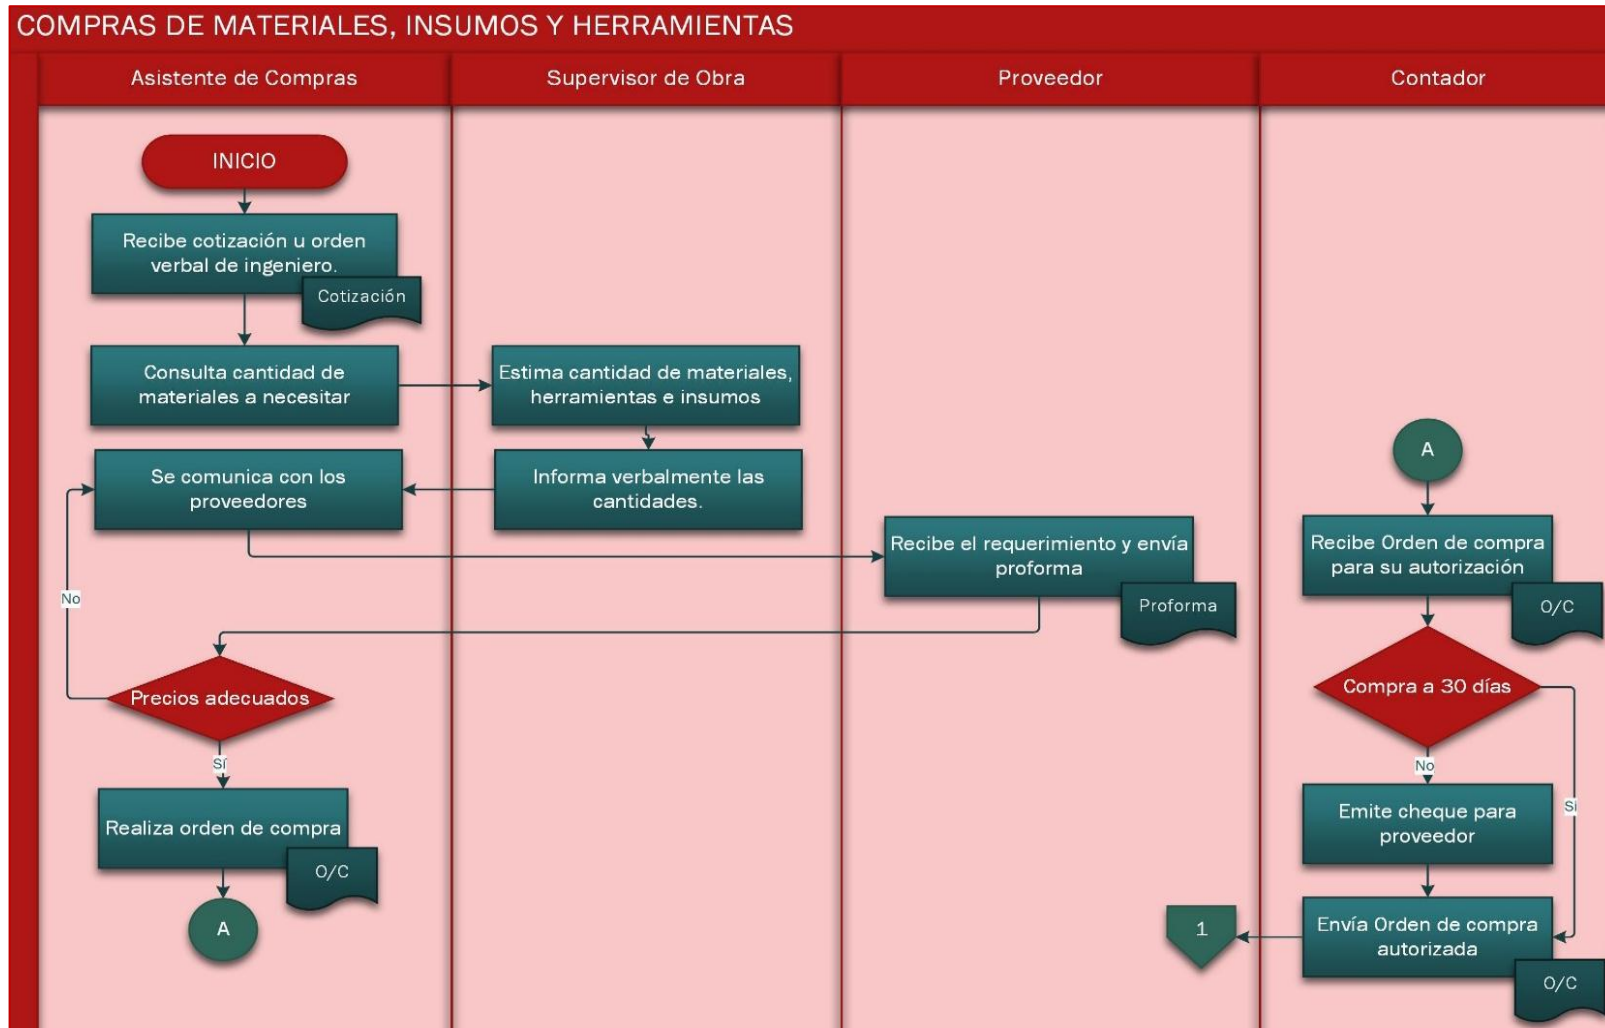 COMPRAS DE MATERIALES, INSUMOS Y HERRAMIENTAS
Asistente de Compras
Supervisor de Obra
Proveedor
Contador
INICIO
Recibe cotización u orden
verbal de ingeniero.
Cotización
Consulta cantidad de
materiales a necesitar
Estima cantidad de materiales,
herramientas e insumos
Se comunica con los
proveedores
Informa verbalmente las
cantidades.
Recibe el requerimiento y envía
proforma
Proforma
No
Precios adecuados
Sí
Realiza orden de compra
O/C
A
A
Recibe Orden de compra
para su autorización
O/C
Compra a 30 días
No
Sí
Emite cheque para
proveedor
Envía Orden de compra
autorizada
O/C
1